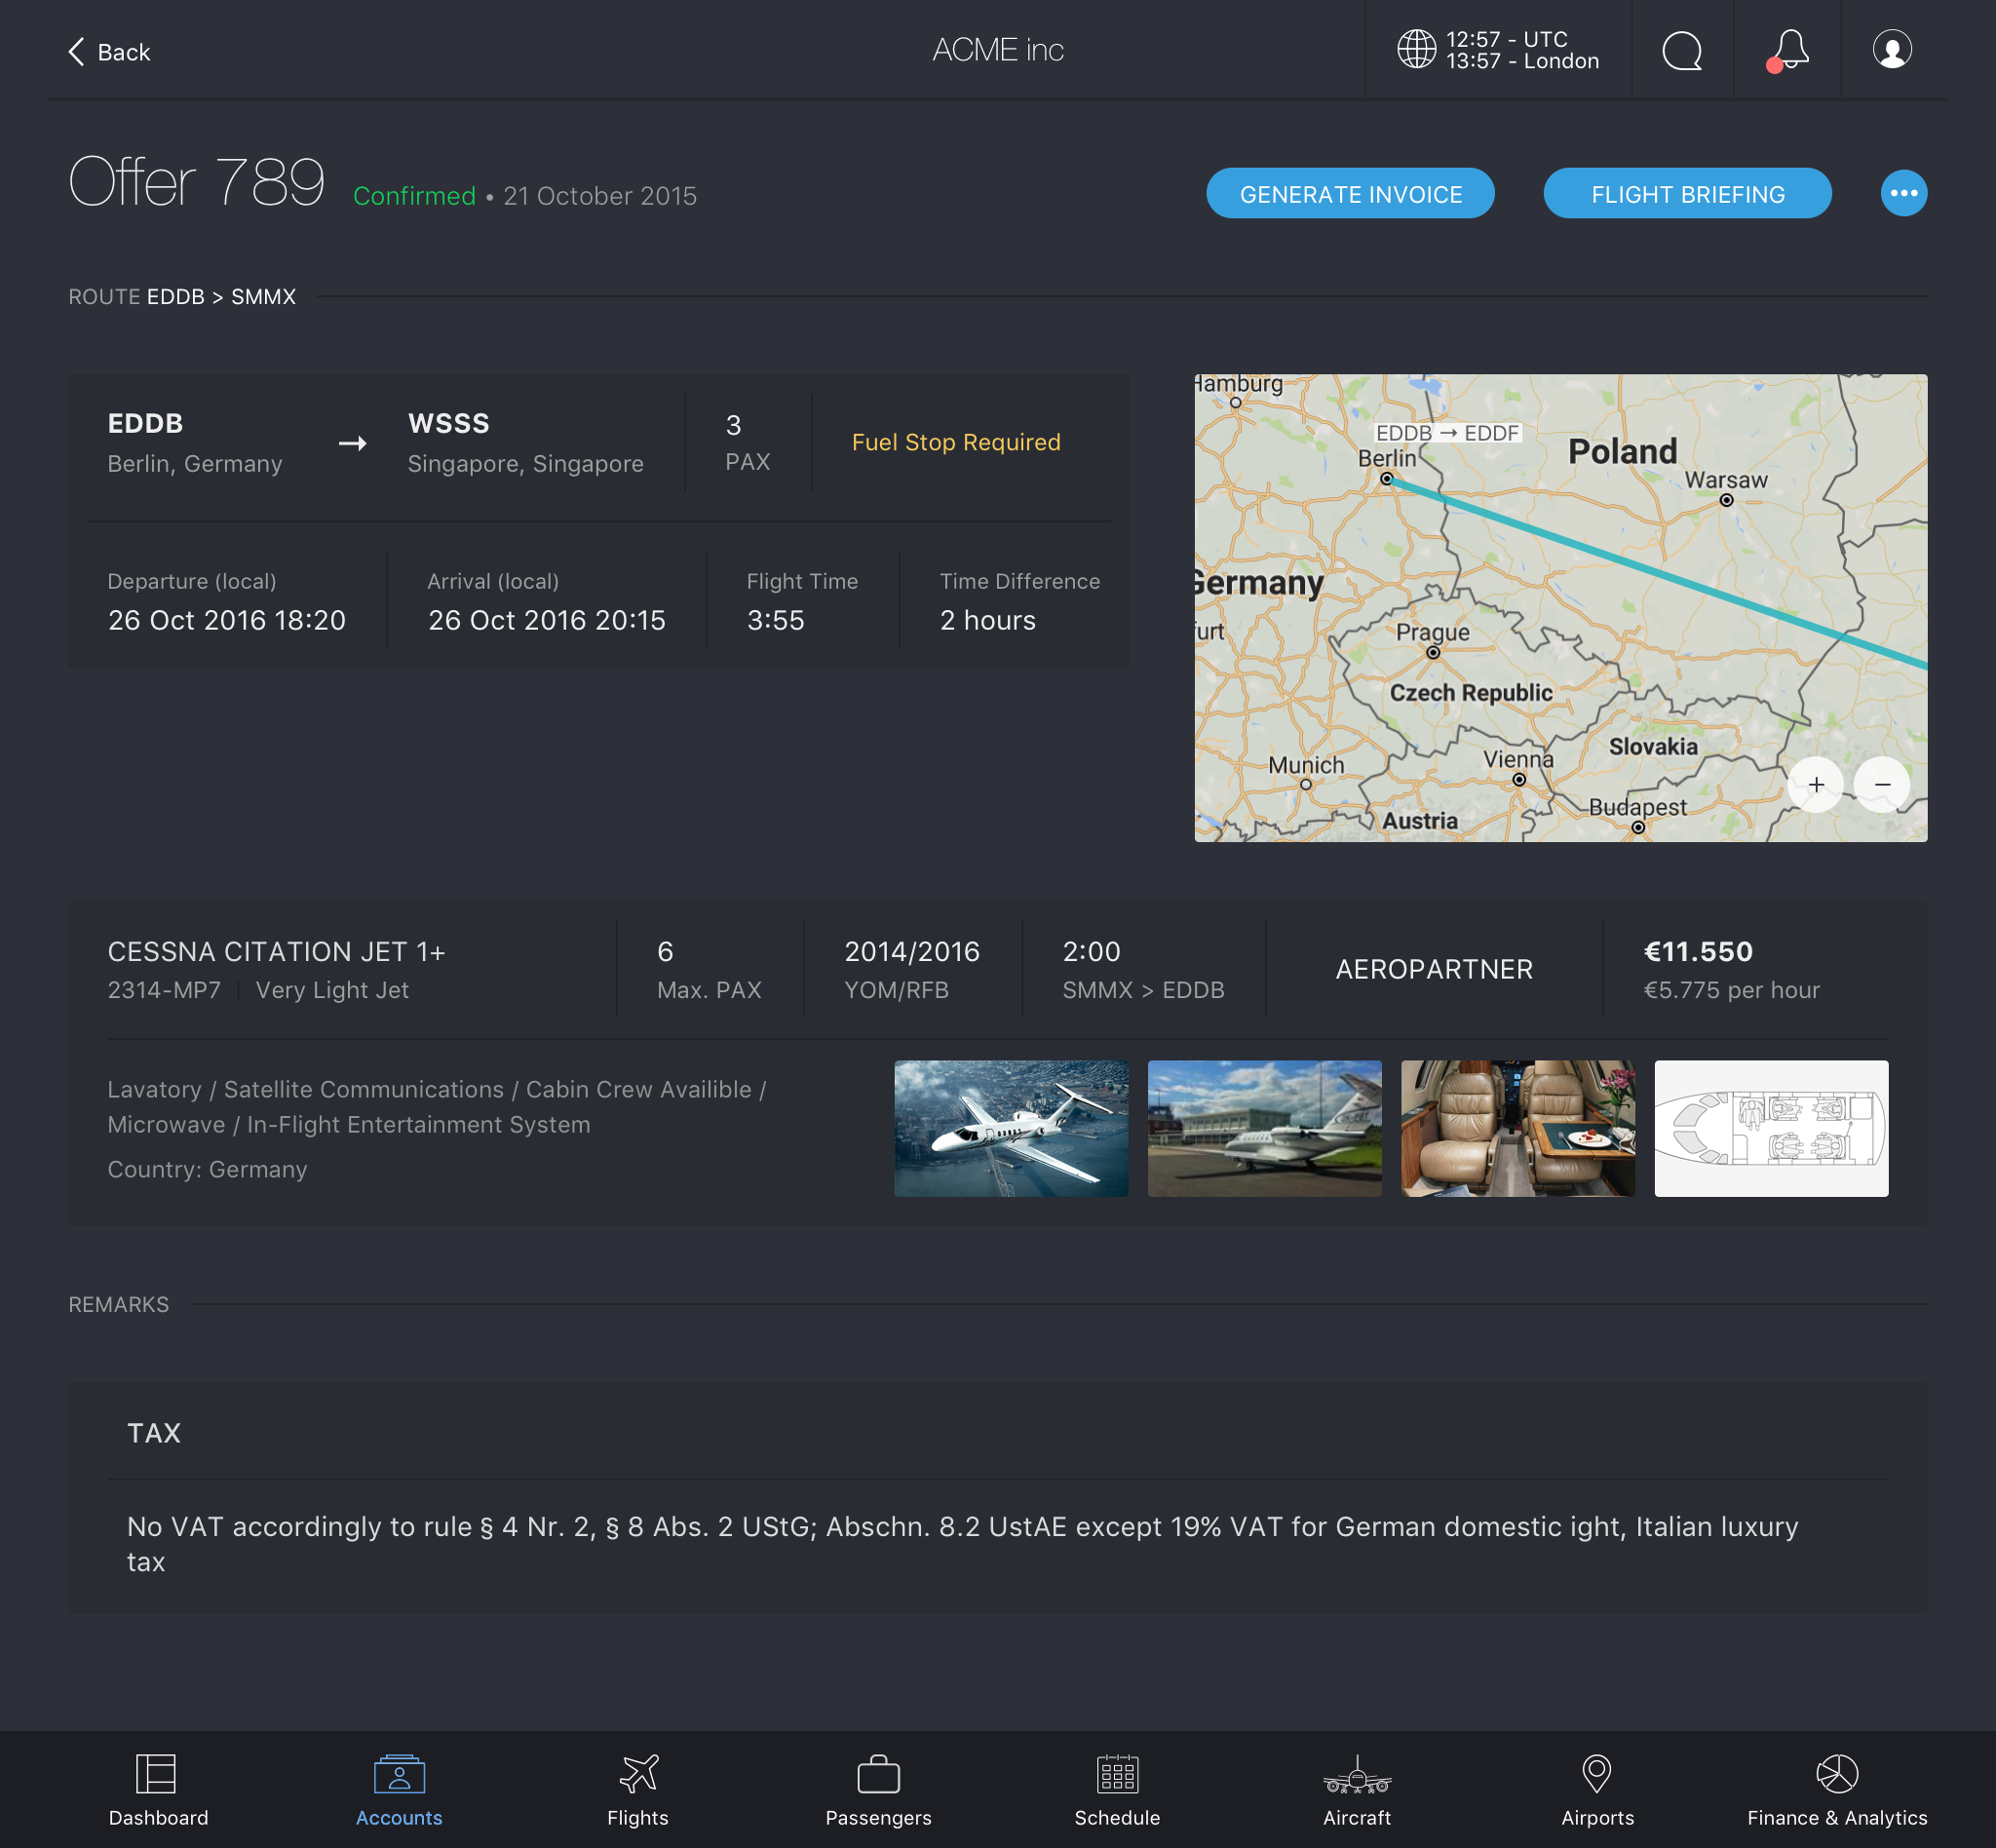 Back
ACME inc
12:57 - UTC
13:57 - London
Offer 789
Confirmed • 21 October 2015
GENERATE INVOICE
FLIGHT BRIEFING
ROUTE EDDB > SMMX
EDDB
Berlin, Germany
WSSS
Singapore, Singapore
3
PAX
Fuel Stop Required
Departure (local)
26 Oct 2016 18:20
Arrival (local)
26 Oct 2016 20:15
Flight Time
3:55
Time Difference
2 hours
Hamburg
EDDB → EDDF
Berlin
Poland
Warsaw
Germany
furt
Prague
Czech Republic
Slovakia
Munich
Vienna
Budapest
Austria
+
−
CESSNA CITATION JET 1+
2314-MP7
Very Light Jet
6
Max. PAX
2014/2016
YOM/RFB
2:00
SMMX > EDDB
AEROPARTNER
€11.550
€5.775 per hour
Lavatory / Satellite Communications / Cabin Crew Availible /
Microwave / In-Flight Entertainment System
Country: Germany
REMARKS
TAX
No VAT accordingly to rule § 4 Nr. 2, § 8 Abs. 2 UStG; Abschn. 8.2 UstAE except 19% VAT for German domestic ight, Italian luxury
tax
Dashboard
Accounts
Flights
Passengers
Schedule
Aircraft
Airports
Finance & Analytics